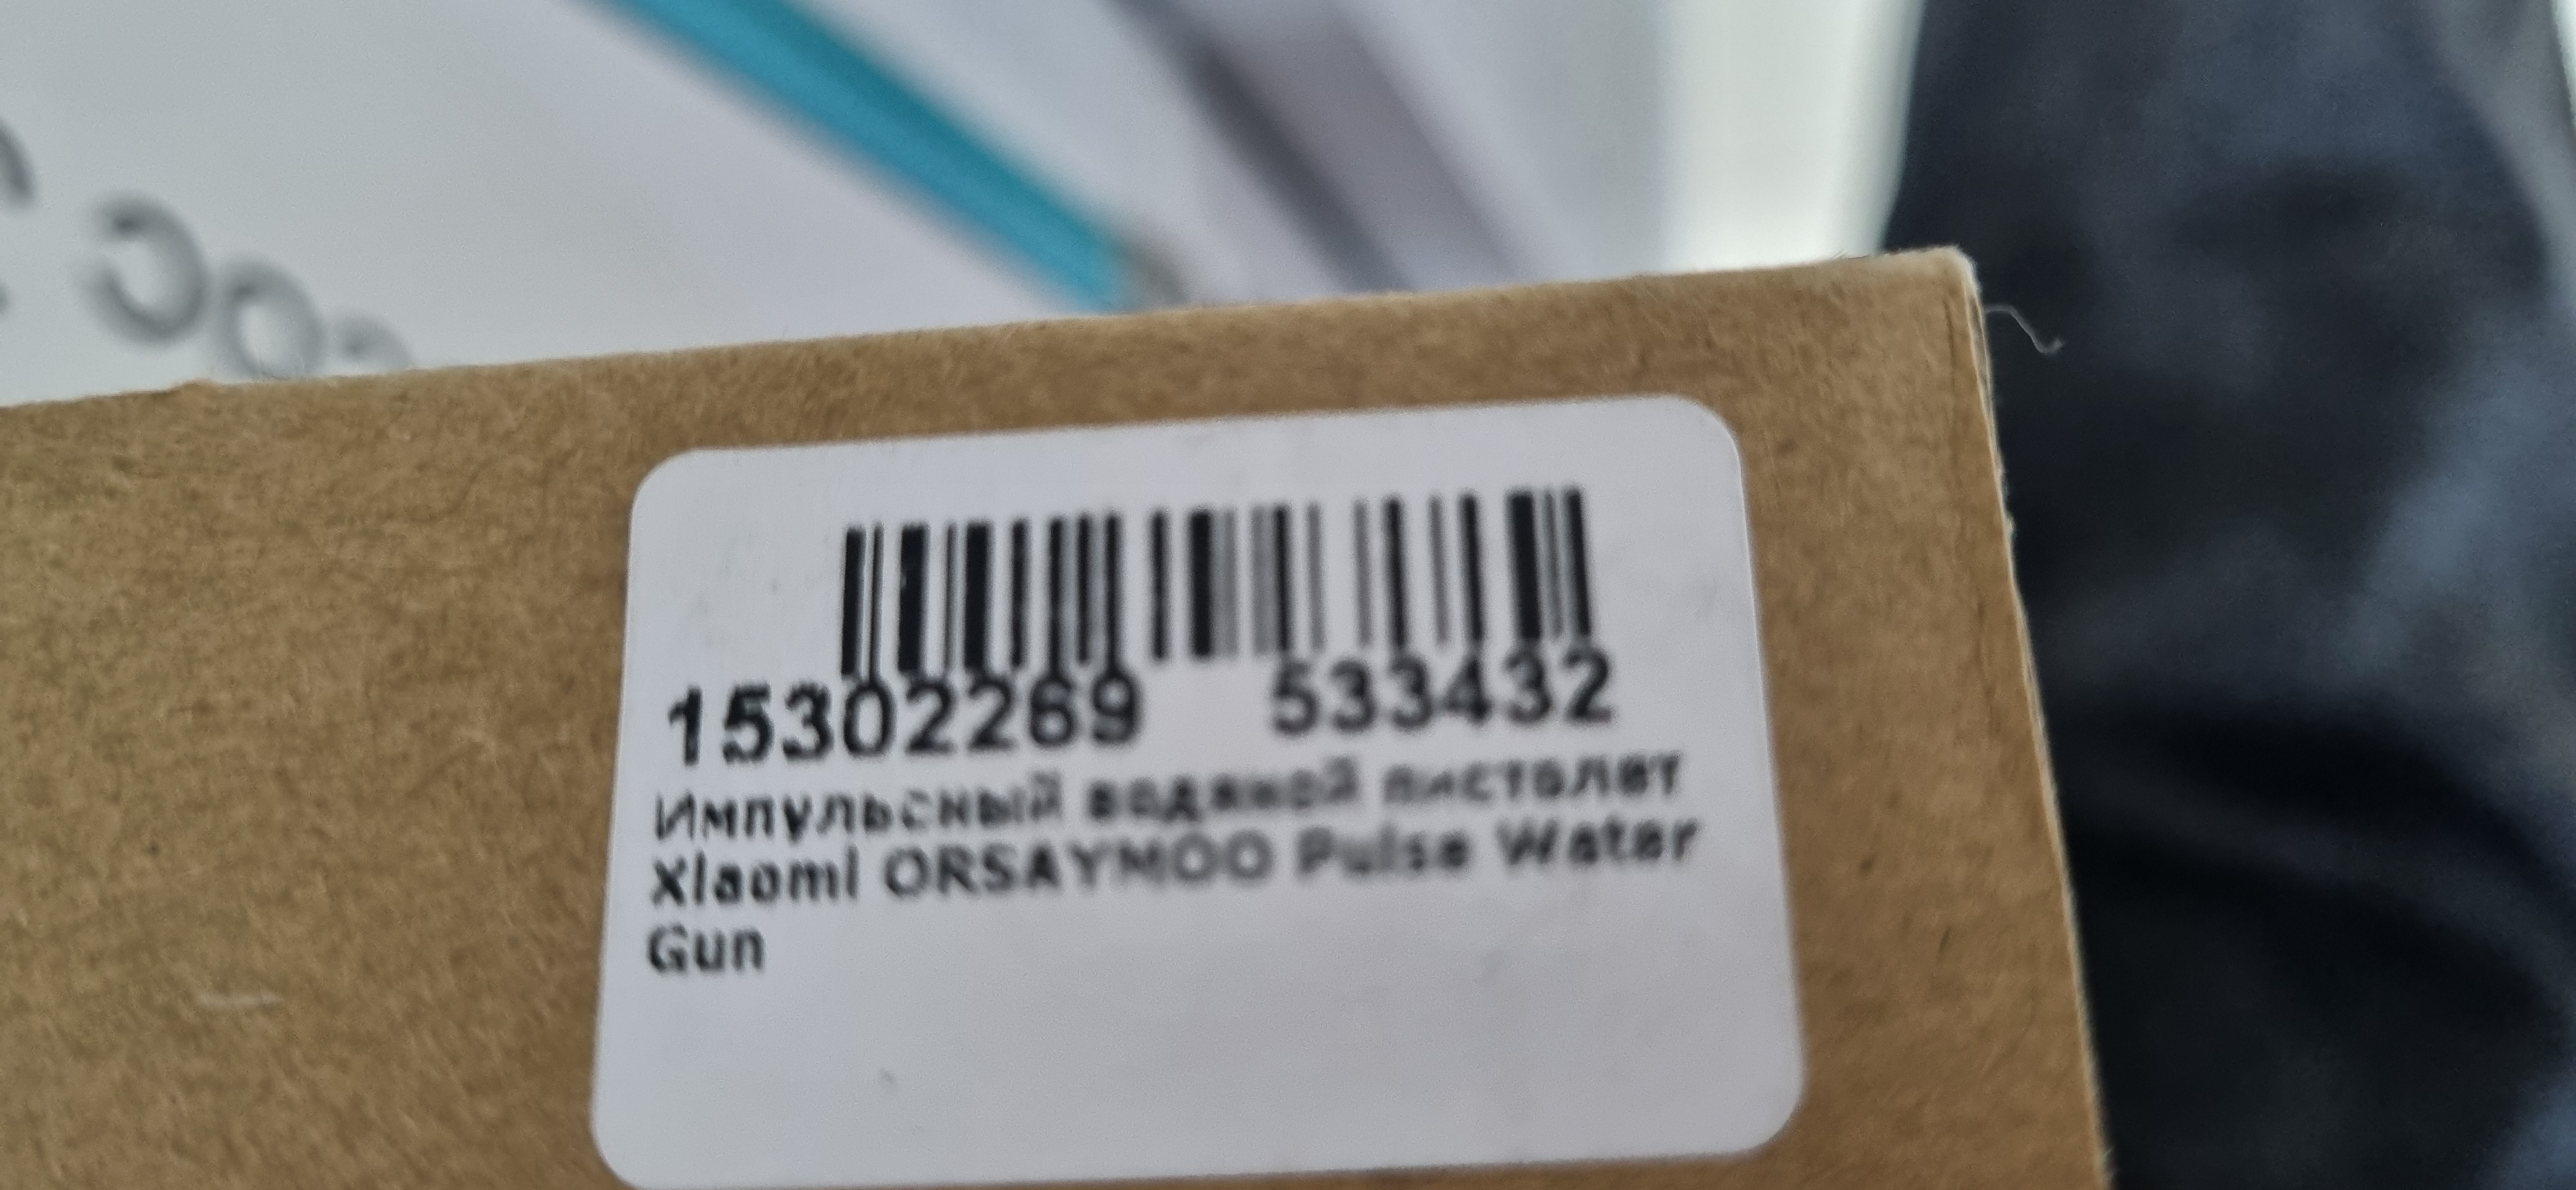 15302269 533432
Импульсный водяной пистолет
Xiaomi ORSAYMOO Pulse Water
Gun